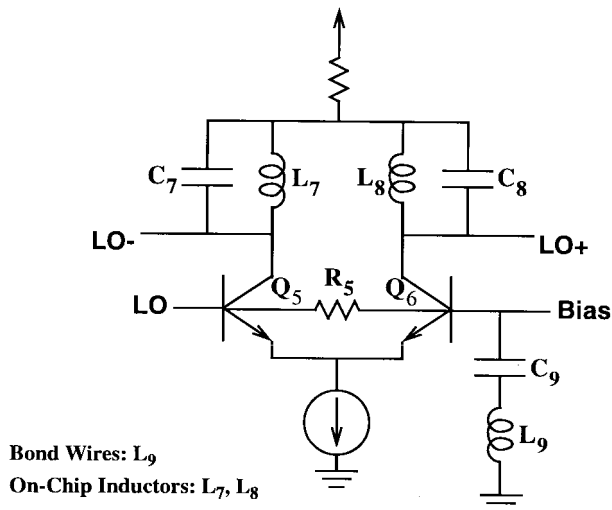 C7
L7
L8
C8
LO-
LO+
Q5
R5
Q6
LO
Bias
C9
L9
Bond Wires: L9
On-Chip Inductors: L7, L8